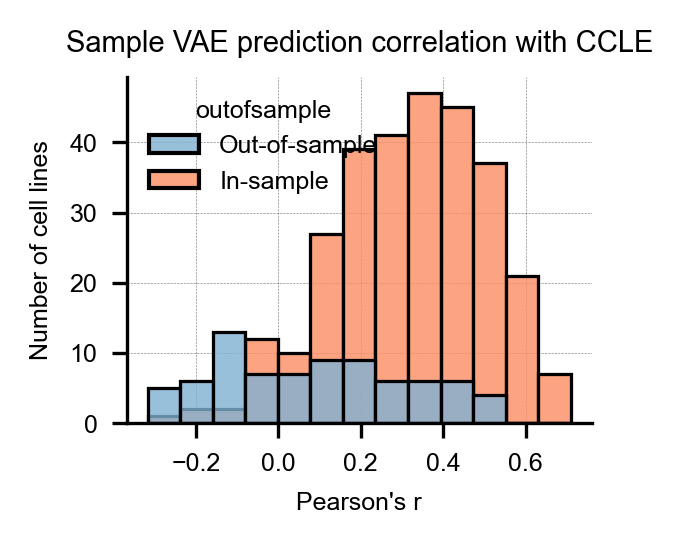 Sample VAE prediction correlation with CCLE
outofsample
Out-of-sample
In-sample
Number of cell lines
40
30
20
10
0
−0.2 0.0 0.2 0.4 0.6
Pearson's r